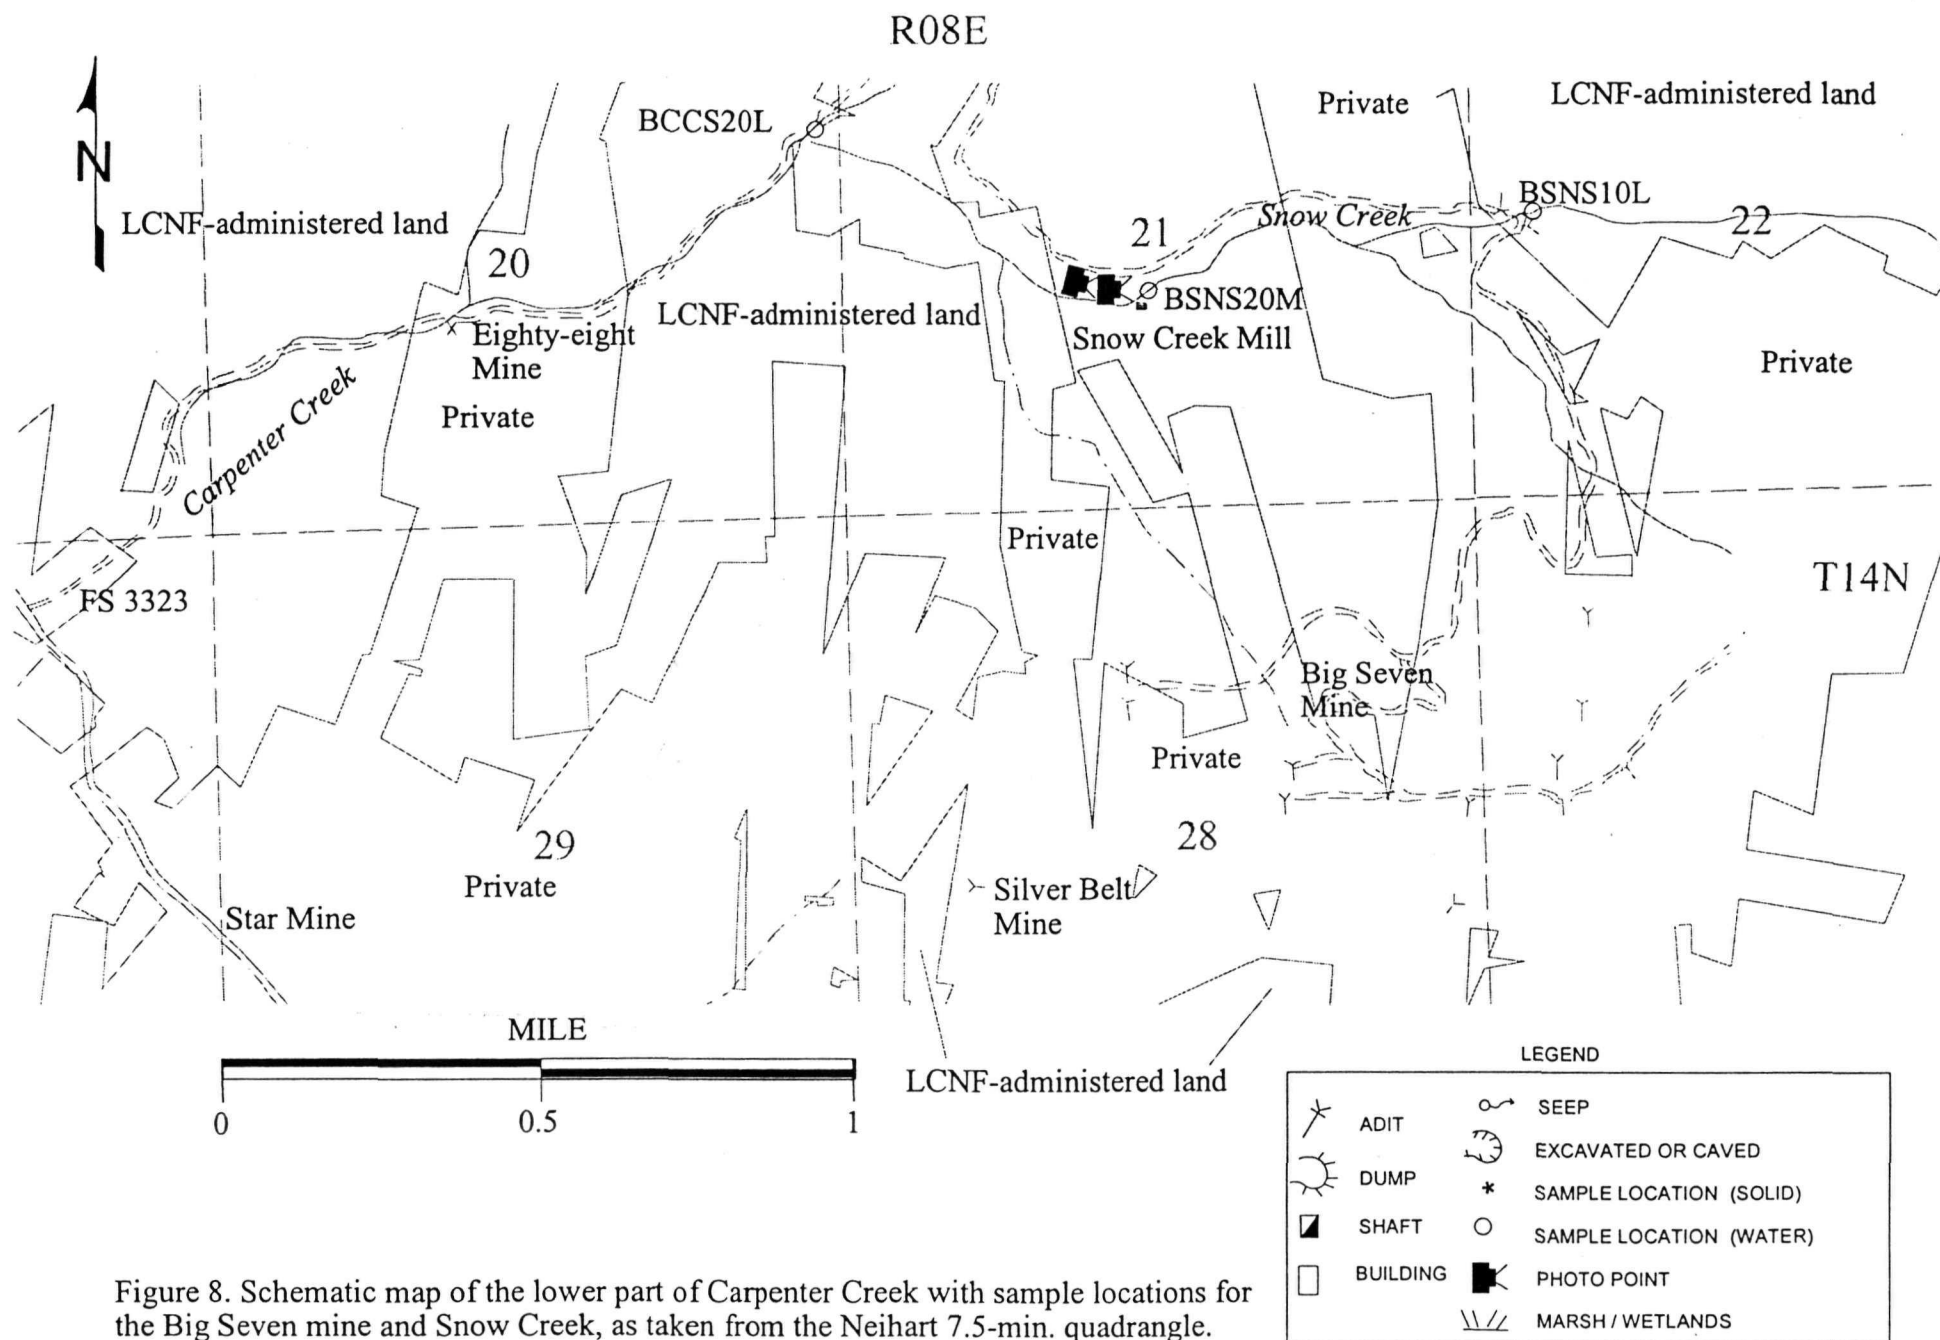 R08E
N
BCCS20L
Private
LCNF-administered land
BSNS10L
LCNF-administered land
20
21
Snow Creek
22
LCNF-administered land
BSNS20M
Eighty-eight
Mine
Snow Creek Mill
Private
Private
Carpenter Creek
Private
FS 3323
T14N
Big Seven
Mine
Private
29
28
Private
Silver Belt
Mine
Star Mine
MILE
0
0.5
1
LCNF-administered land
LEGEND
ADIT
SEEP
EXCAVATED OR CAVED
DUMP
SAMPLE LOCATION (SOLID)
SHAFT
SAMPLE LOCATION (WATER)
BUILDING
PHOTO POINT
MARSH / WETLANDS
Figure 8. Schematic map of the lower part of Carpenter Creek with sample locations for
the Big Seven mine and Snow Creek, as taken from the Neihart 7.5-min. quadrangle.